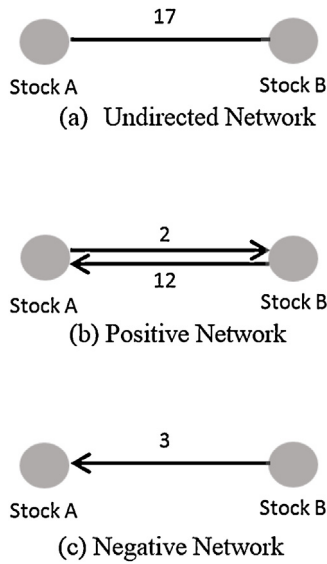 17
Stock A Stock B
(a) Undirected Network
2
12
Stock A Stock B
(b) Positive Network
3
Stock A Stock B
(c) Negative Network